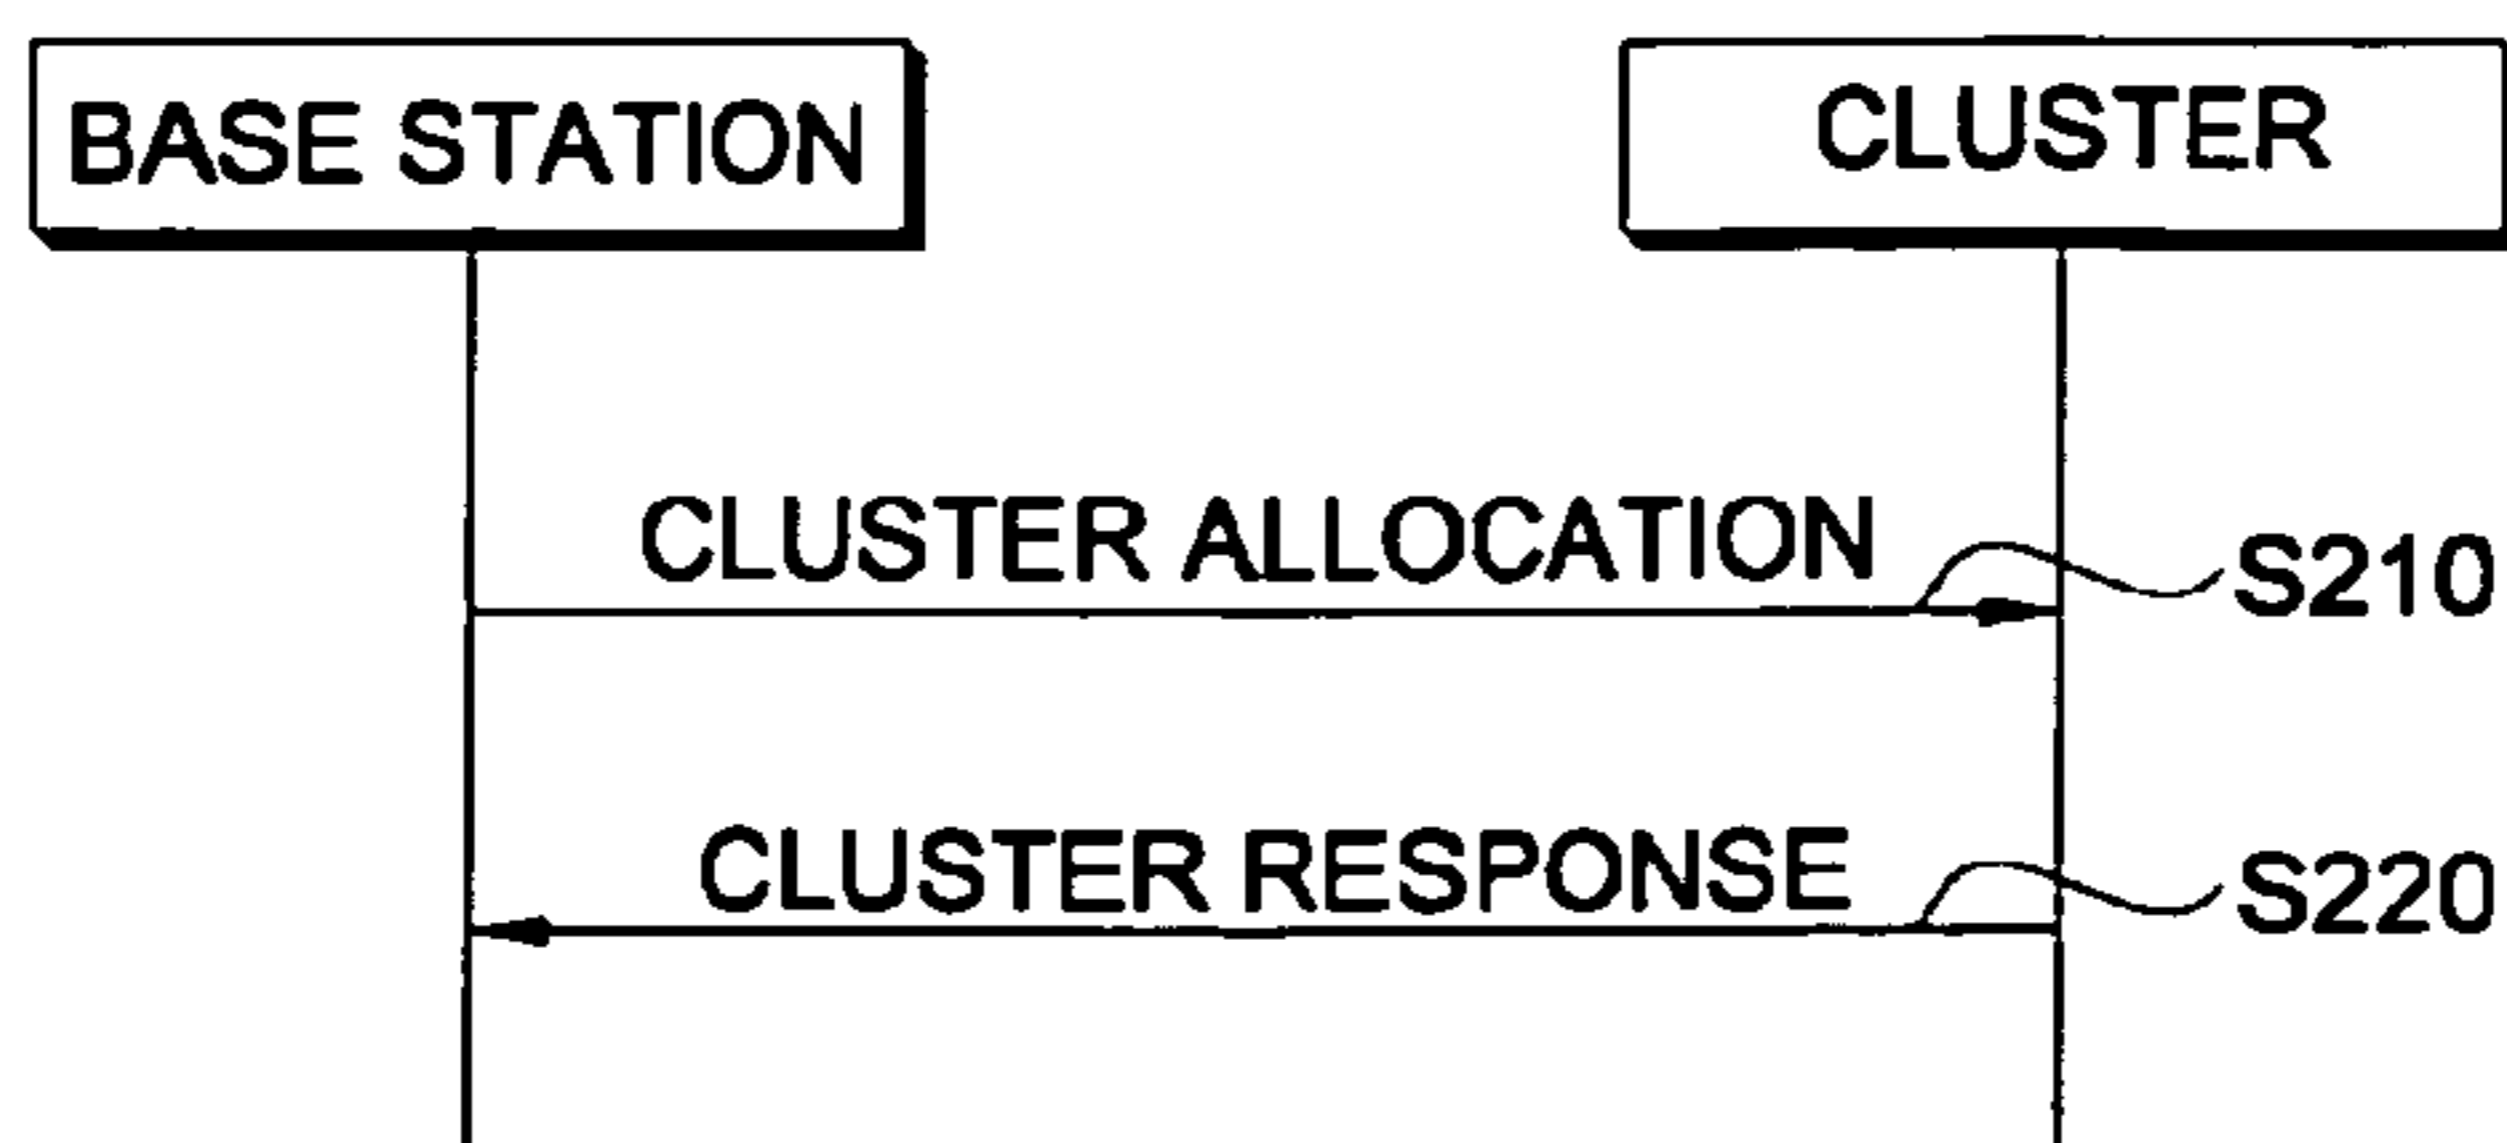 BASE STATION CLUSTER
CLUSTER ALLOCATION S210
CLUSTER RESPONSE S220